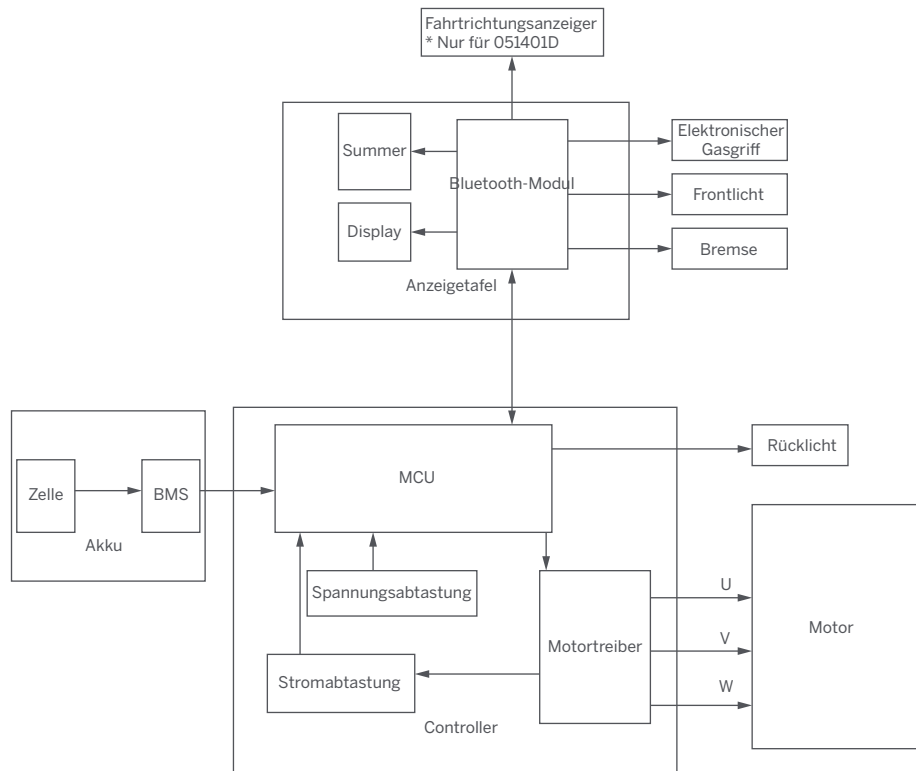 Fahrtrichtungsanzeiger
* Nur für 051401D
Summer
Bluetooth-Modul
Elektronischer
Gasgriff
Frontlicht
Display
Bremse
Anzeigetafel
MCU
Rücklicht
Zelle
BMS
Akku
Spannungsabtastung
U
Motortreiber
V
Motor
Stromabtastung
W
Controller